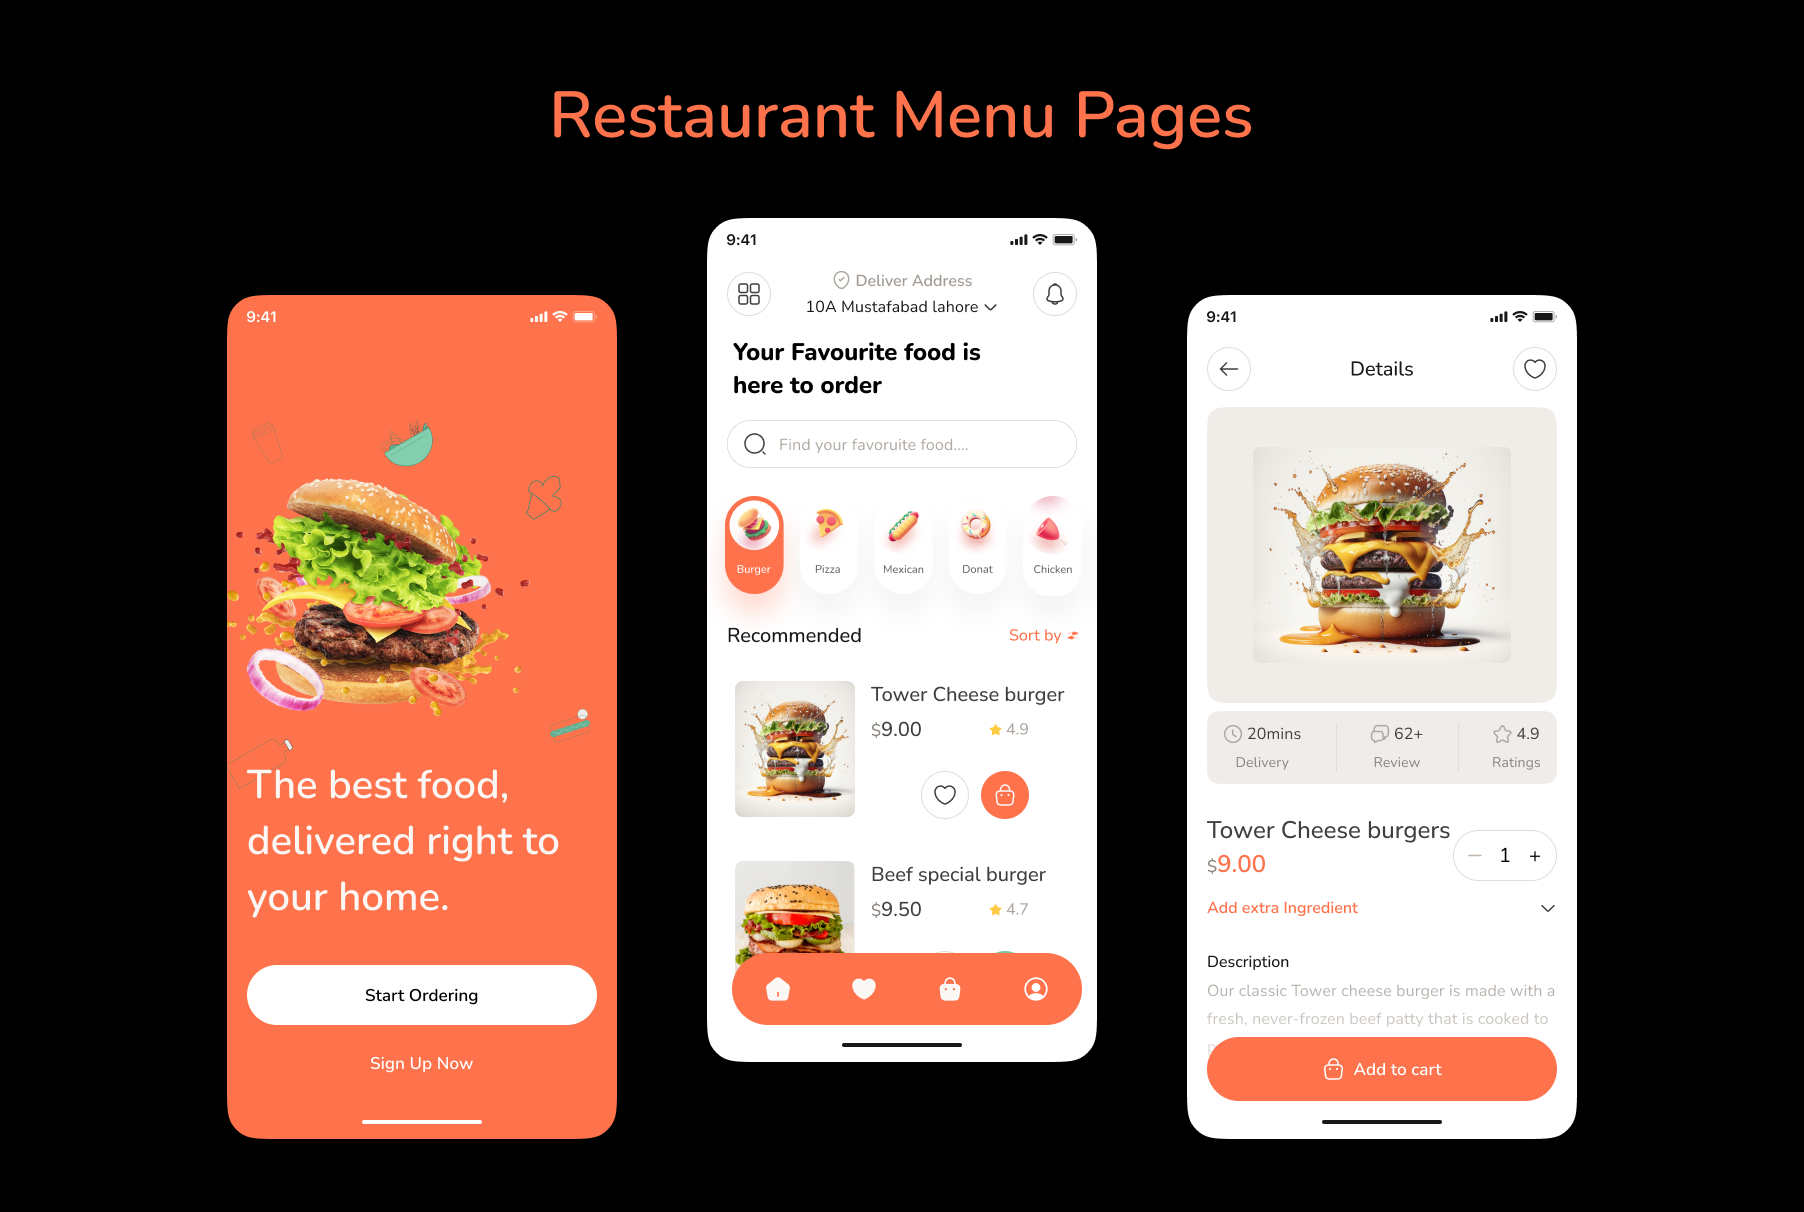 Restaurant Menu Pages
9:41
The best food,
delivered right to
your home.
Start Ordering
Sign Up Now
9:41
Deliver Address
10A Mustafabad lahore
Your Favourite food is
here to order
Find your favoruite food....
Burger
Pizza
Mexican
Donat
Chicken
Recommended
Sort by
Tower Cheese burger
$9.00
4.9
Beef special burger
$9.50
4.7
9:41
Details
20mins
62+
4.9
Delivery
Review
Ratings
Tower Cheese burgers
$9.00
1
Add extra Ingredient
Description
Our classic Tower cheese burger is made with a
fresh, never-frozen beef patty that is cooked to
Add to cart